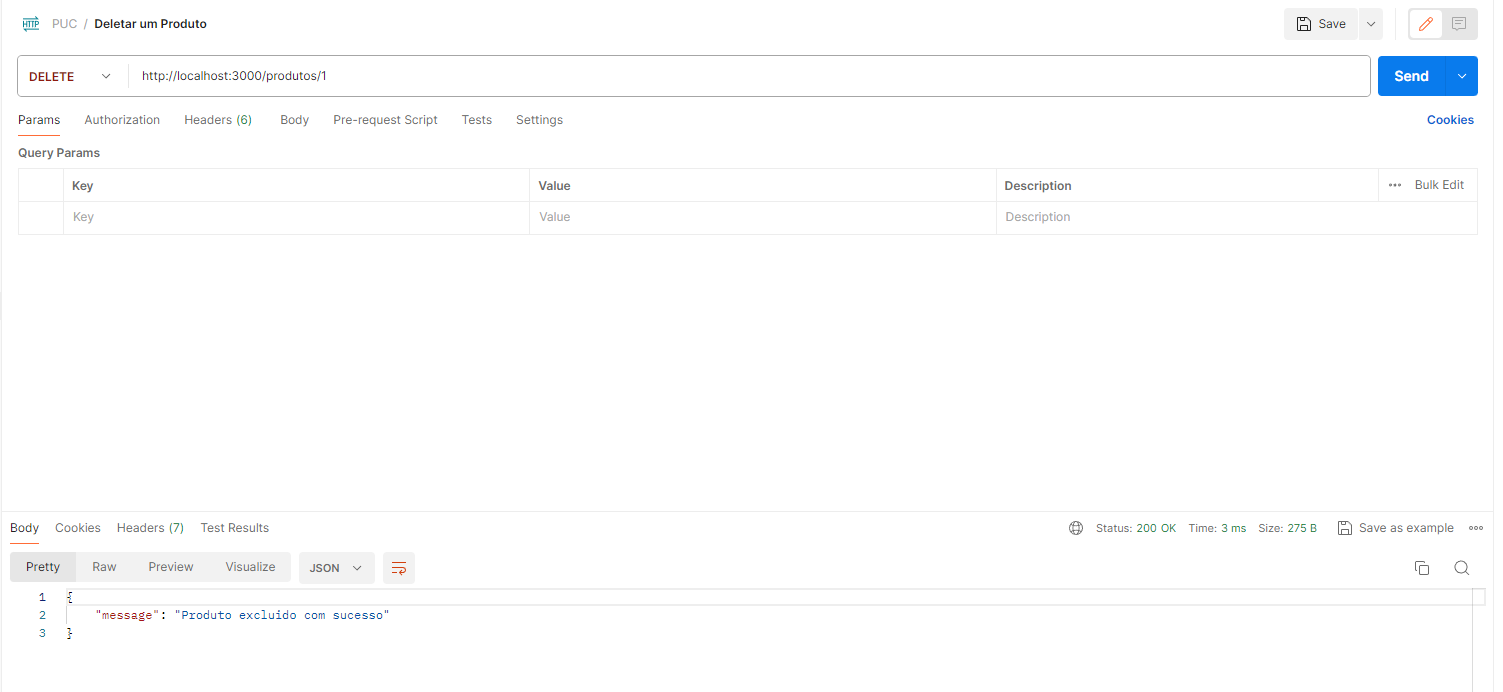 HTTP PUC / Deletar um Produto Save
DELETE http://localhost:3000/produtos/1 Send
Params Authorization Headers (6) Body Pre-request Script Tests Settings Cookies
Query Params
Key Value Description Bulk Edit
Key Value Description
Body Cookies Headers (7) Test Results Status: 200 OK Time: 3 ms Size: 275 B Save as example
Pretty Raw Preview Visualize JSON
1 {
2 "message": "Produto excluido com sucesso"
3 }